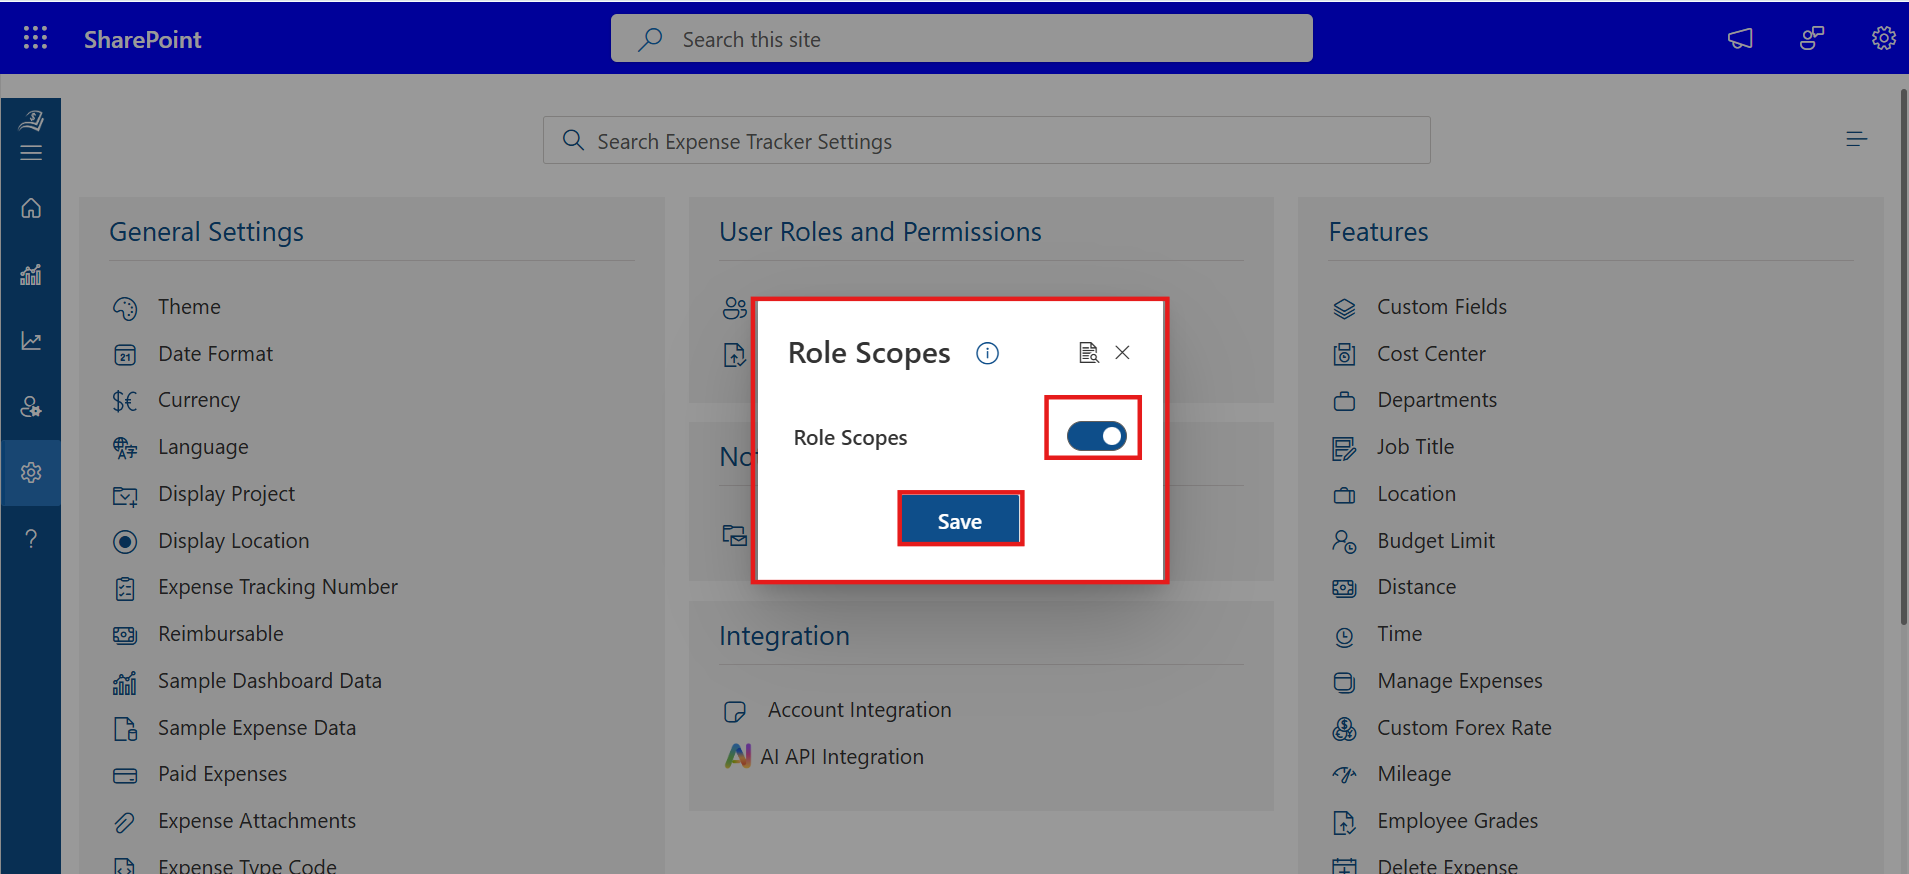 SharePoint
Search this site
Search Expense Tracker Settings
General Settings
Theme
Date Format
Currency
Language
Display Project
Display Location
Expense Tracking Number
Reimbursable
Sample Dashboard Data
Sample Expense Data
Paid Expenses
Expense Attachments
Expense Type Code
User Roles and Permissions
Role Scopes
Role Scopes
Save
Integration
Account Integration
AI API Integration
Features
Custom Fields
Cost Center
Departments
Job Title
Location
Budget Limit
Distance
Time
Manage Expenses
Custom Forex Rate
Mileage
Employee Grades
Delete Expense